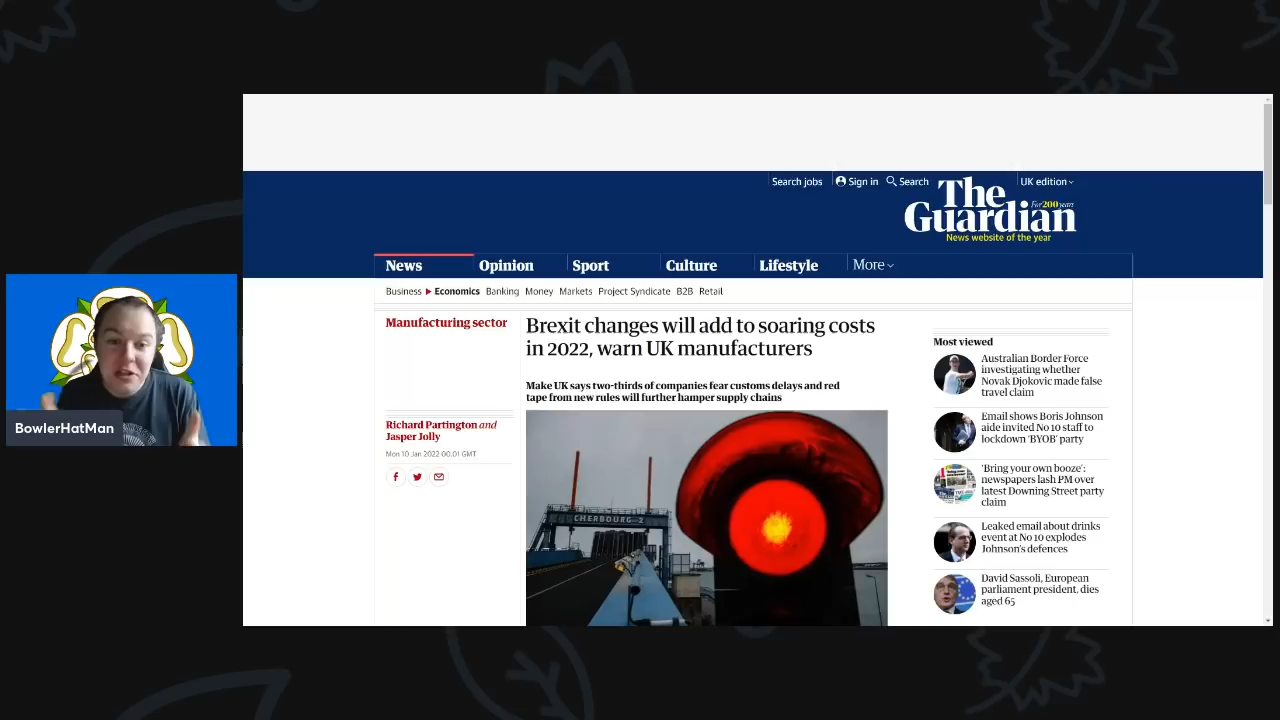 BowlerHatMan
Search jobs
Sign in
Search
UK edition
The
Guardian
For 200 years
News website of the year
News
Opinion
Sport
Culture
Lifestyle
More
Business
Economics
Banking
Money
Markets
Project Syndicate
B2B
Retail
Manufacturing sector
Brexit changes will add to soaring costs
in 2022, warn UK manufacturers
Make UK says two-thirds of companies fear customs delays and red
tape from new rules will further hamper supply chains
Richard Partington and
Jasper Jolly
Mon 10 Jan 2022 00.01 GMT
CHERBOURG-2
Most viewed
Australian Border Force
investigating whether
Novak Djokovic made false
travel claim
Email shows Boris Johnson
aide invited No 10 staff to
lockdown ‘BYOB’ party
‘Bring your own booze’:
newspapers lash PM over
latest Downing Street party
claim
Leaked email about drinks
event at No 10 explodes
Johnson’s defences
David Sassoli, European
parliament president, dies
aged 65